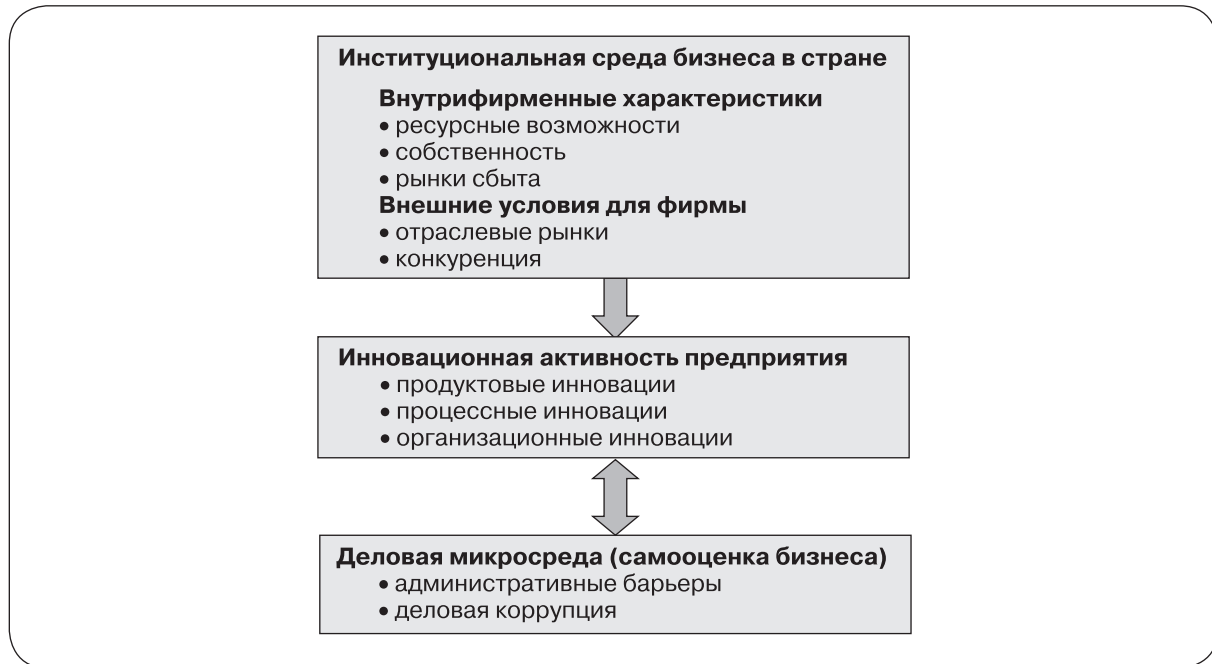 Институциональная среда бизнеса в стране
Внутрифирменные характеристики
• ресурсные возможности
• собственность
• рынки сбыта
Внешние условия для фирмы
• отраслевые рынки
• конкуренция
Инновационная активность предприятия
• продуктовые инновации
• процессные инновации
• организационные инновации
Деловая микросреда (самооценка бизнеса)
• административные барьеры
• деловая коррупция